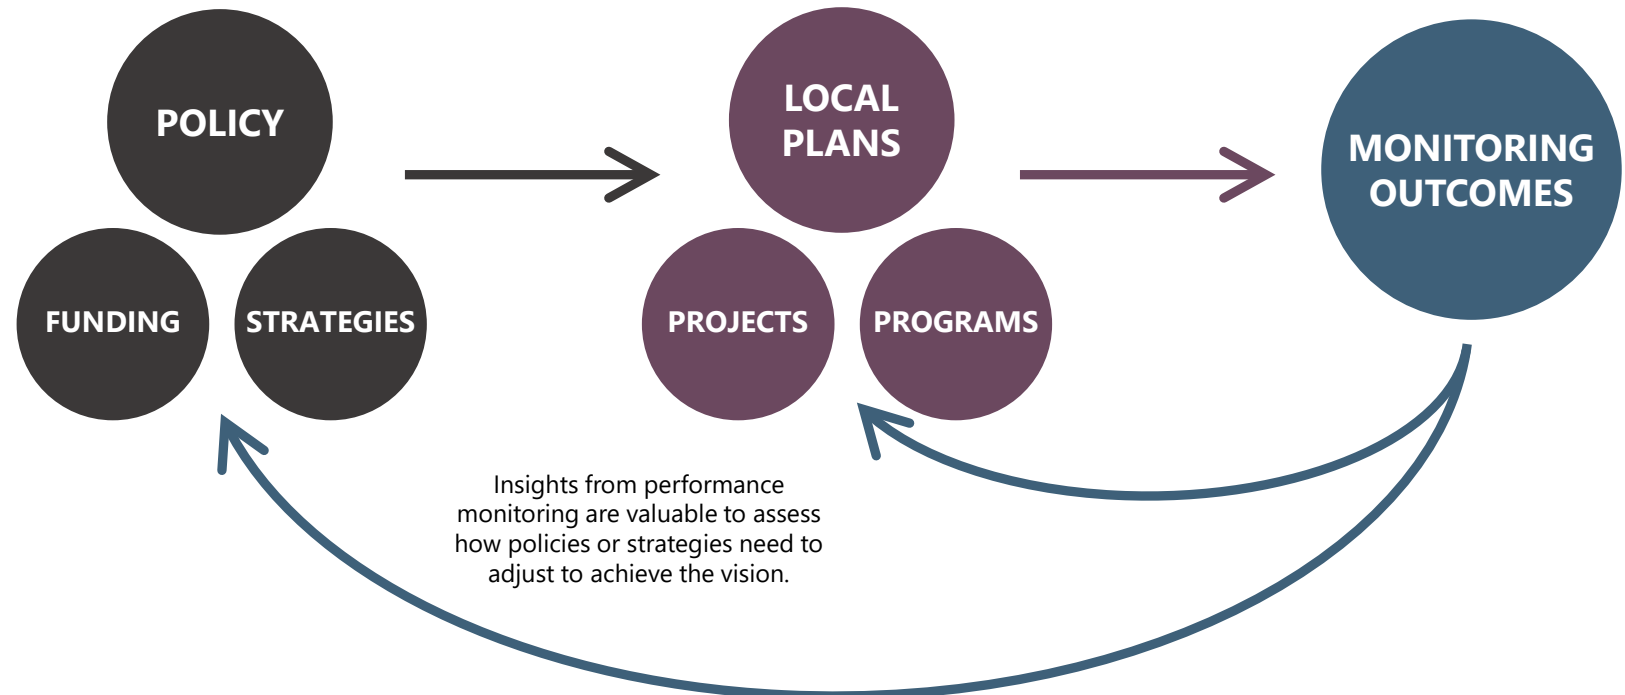 POLICY
FUNDING
STRATEGIES
LOCAL
PLANS
PROJECTS
PROGRAMS
MONITORING
OUTCOMES
Insights from performance
monitoring are valuable to assess
how policies or strategies need to
adjust to achieve the vision.